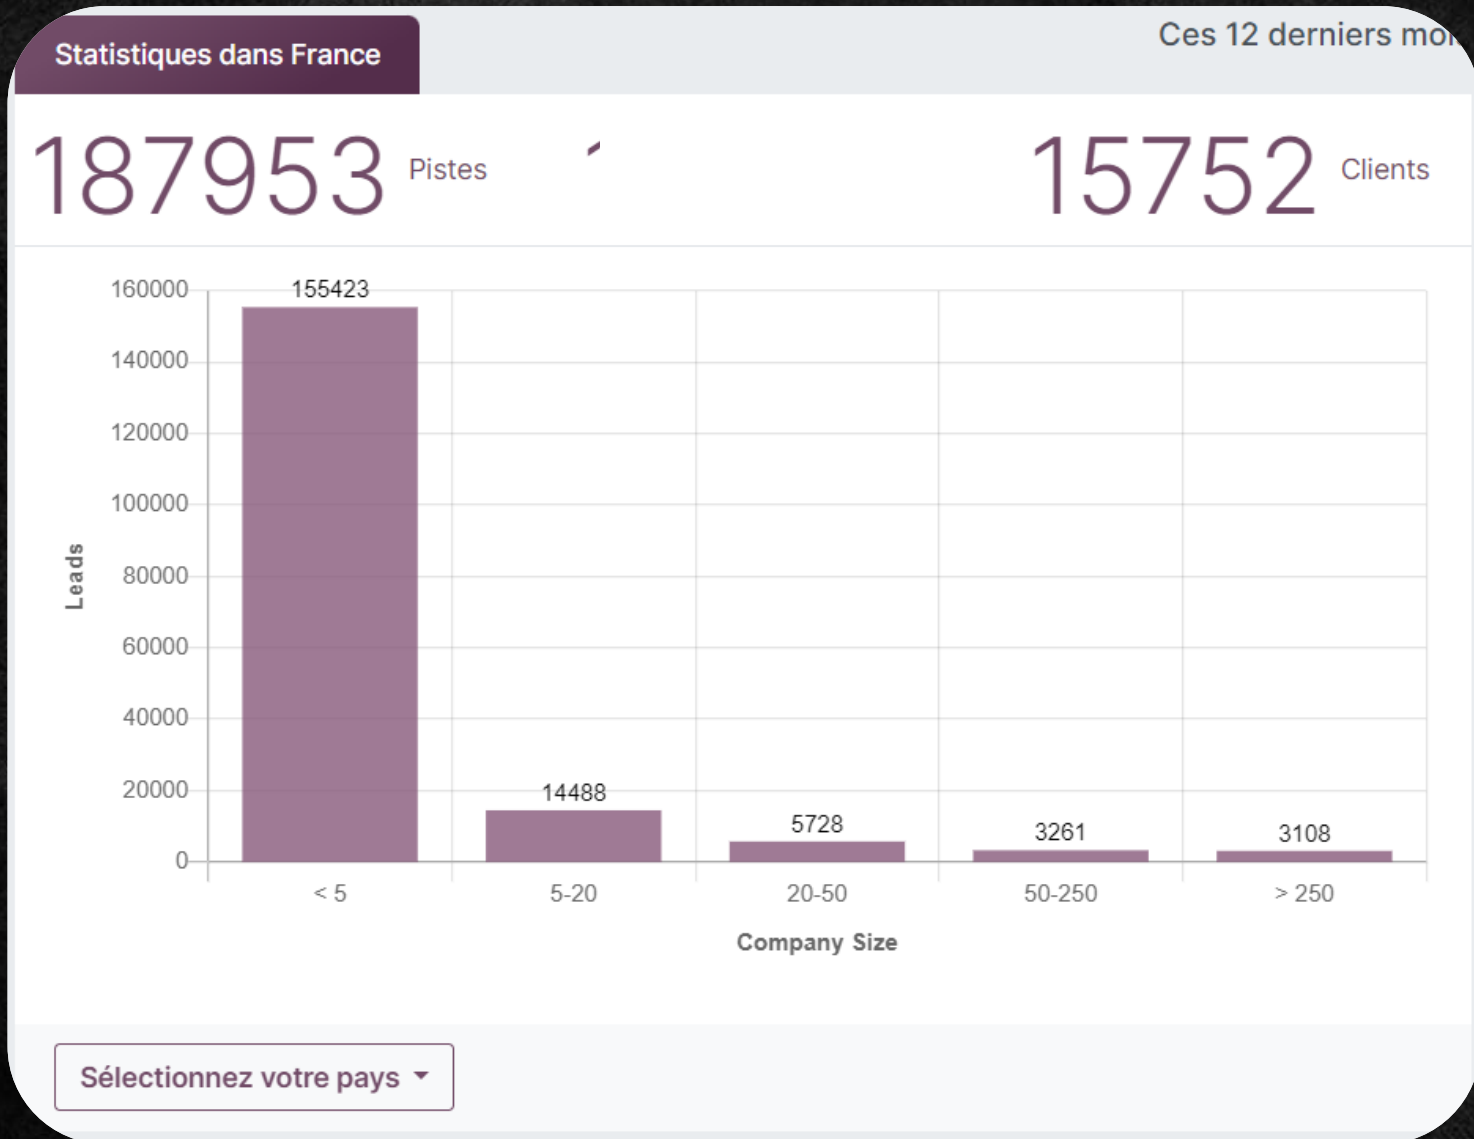 Statistiques dans France
Ces 12 derniers
187953 Pistes
15752 Clients
160000
140000
120000
100000
80000
60000
40000
20000
0
Leads
155423
14488
5728
3261
3108
< 5
5-20
20-50
50-250
> 250
Company Size
Sélectionnez votre pays